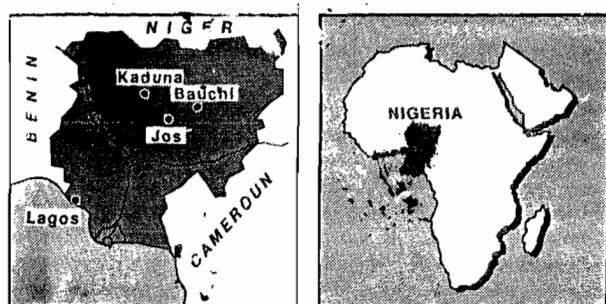 NIGER
BENIN
Kaduna
Bauchi
Jos
Lagos
CAMEROUN
NIGERIA